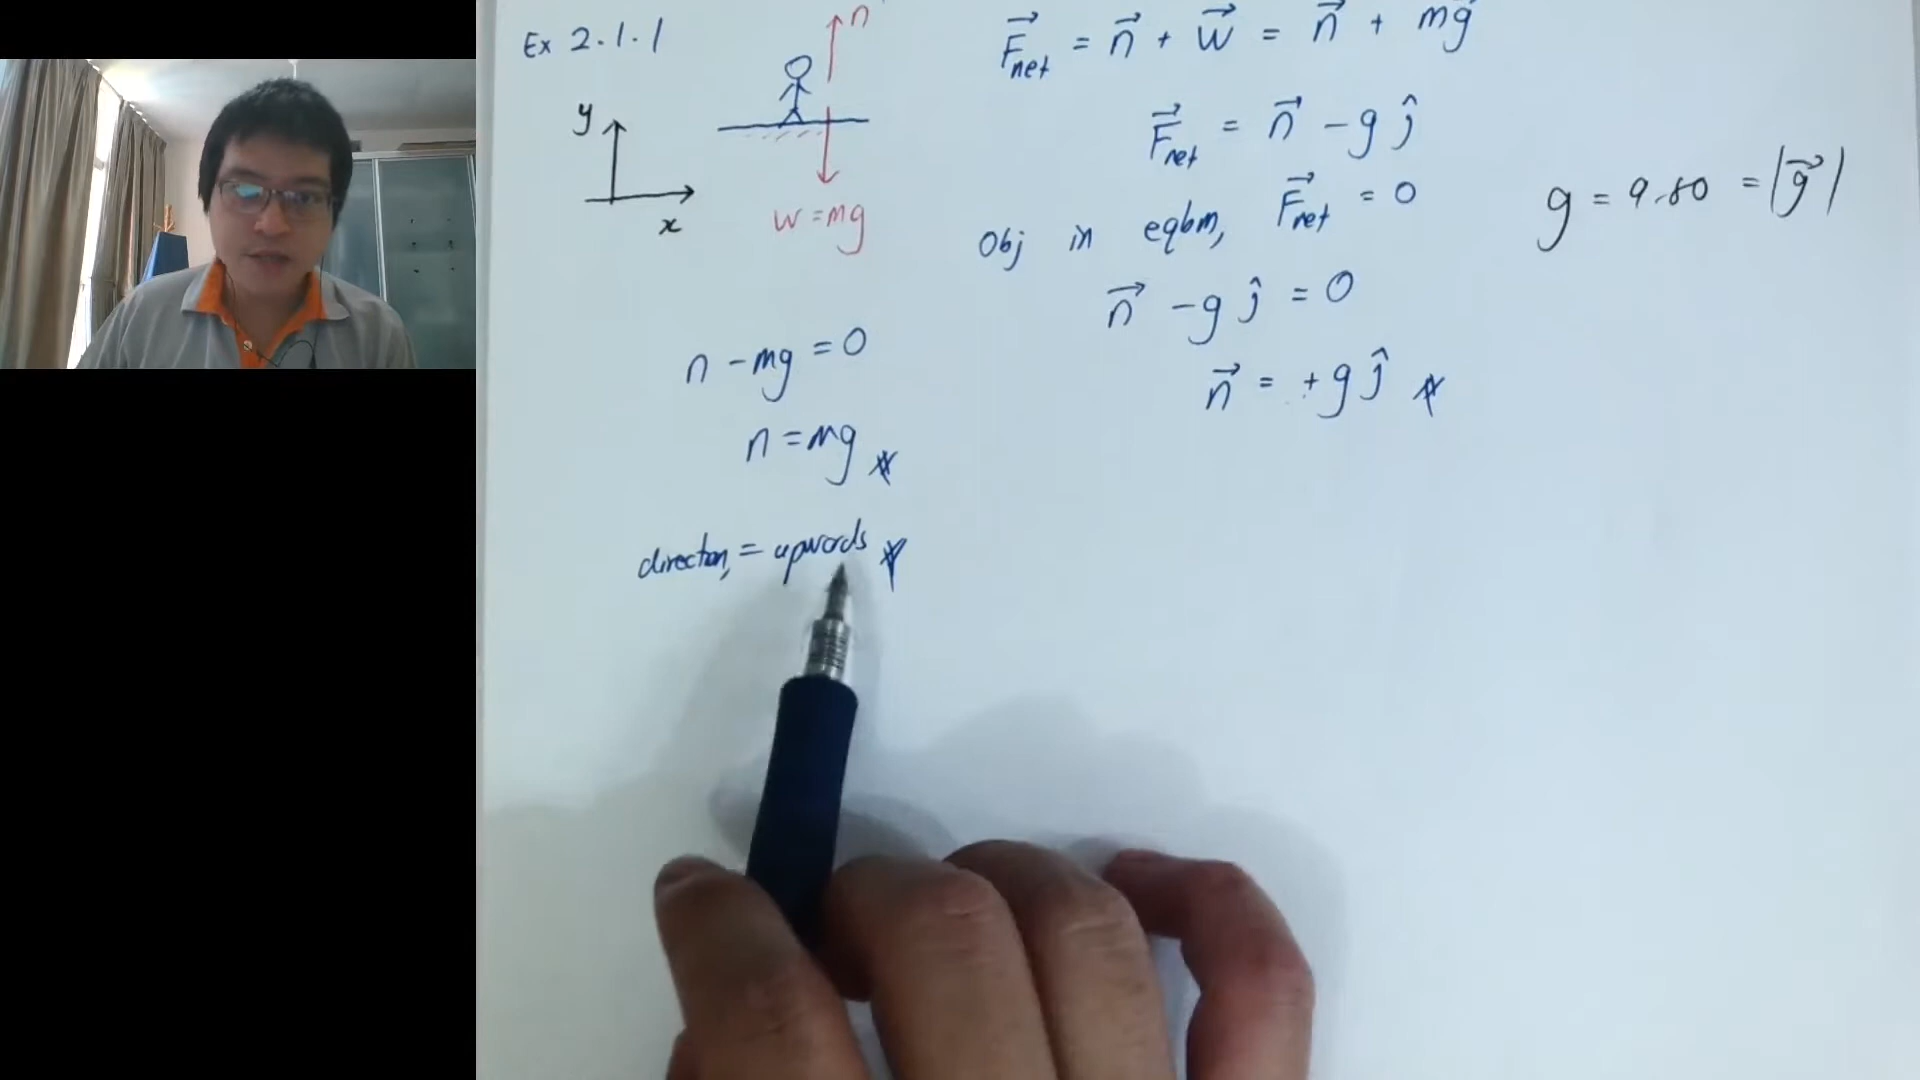 Ex 2.1.1
n
y
x
w = mg
n - mg = 0
n = mg
direction, = upwards
F⃗net = n⃗ + w⃗ = n⃗ + mg⃗
F⃗net = n⃗ - g ĵ
Obj in eqbm, F⃗net = 0
n⃗ - g ĵ = 0
n⃗ = + g ĵ
g = 9.80 = |g⃗|